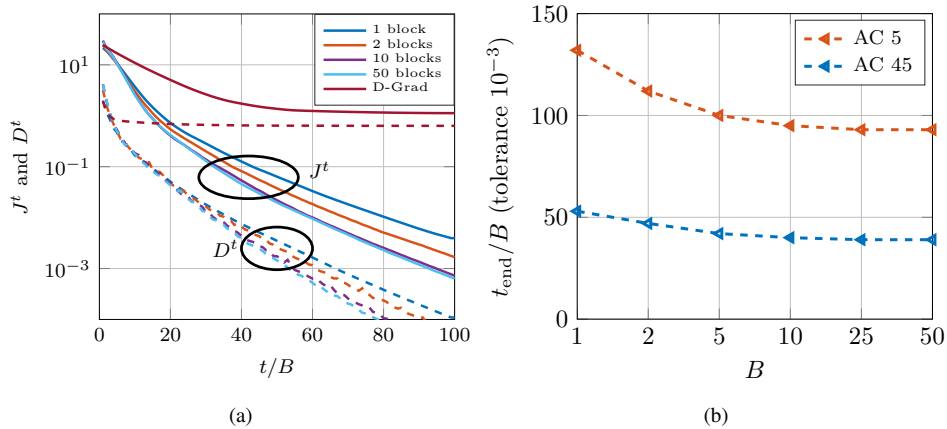 1 block
2 blocks
10 blocks
50 blocks
D-Grad
J^t and D^t
10^1
10^{-1}
10^{-3}
J^t
D^t
0 20 40 60 80 100
t/B
(a)
AC 5
AC 45
t_end/B (tolerance 10^{-3})
150
100
50
0
1 2 5 10 25 50
B
(b)